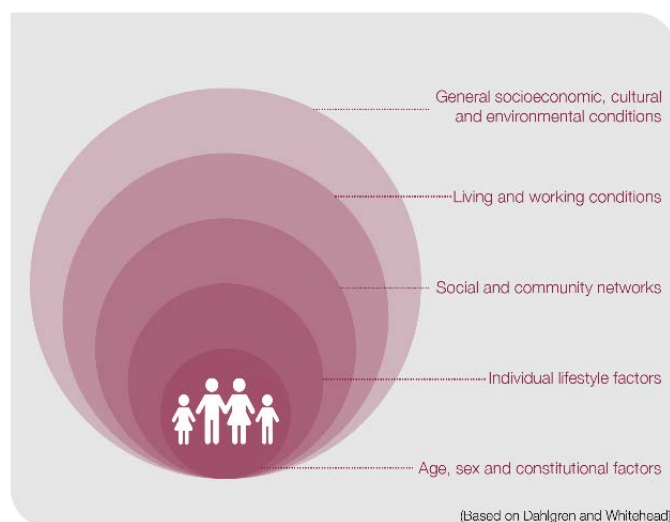 General socioeconomic, cultural
and environmental conditions
Living and working conditions
Social and community networks
Individual lifestyle factors
Age, sex and constitutional factors
(Based on Dahlgren and Whitehead)